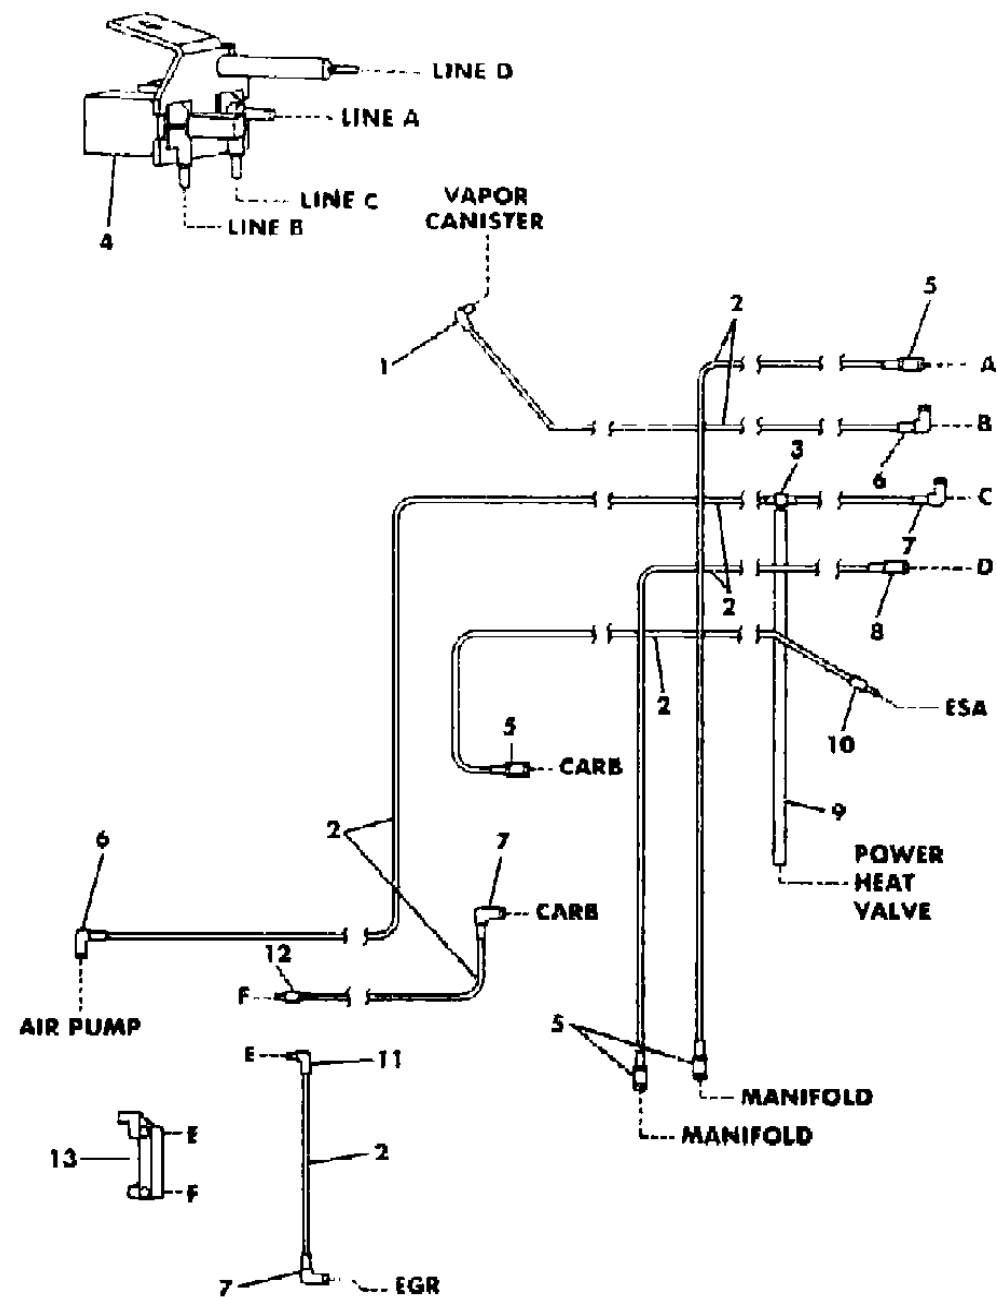 LINE D
LINE A
LINE C
LINE B
4
VAPOR
CANISTER
1
2
5
A
B
6
3
C
7
2
D
8
2
ESA
10
5
CARB
9
2
6
7
POWER
HEAT
VALVE
CARB
12
F
AIR PUMP
5
E
11
MANIFOLD
MANIFOLD
E
13
2
F
7
EGR